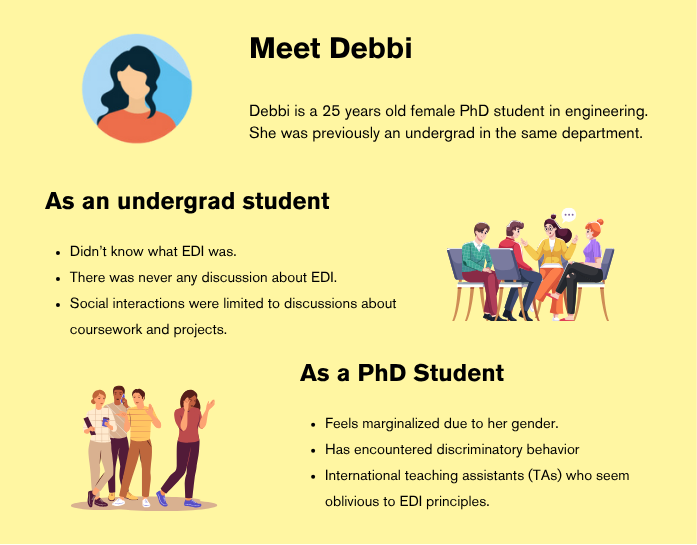 Meet Debbi
Debbi is a 25 years old female PhD student in engineering.
She was previously an undergrad in the same department.
As an undergrad student
• Didn't know what EDI was.
• There was never any discussion about EDI.
• Social interactions were limited to discussions about
coursework and projects.
As a PhD Student
• Feels marginalized due to her gender.
• Has encountered discriminatory behavior
• International teaching assistants (TAs) who seem
oblivious to EDI principles.